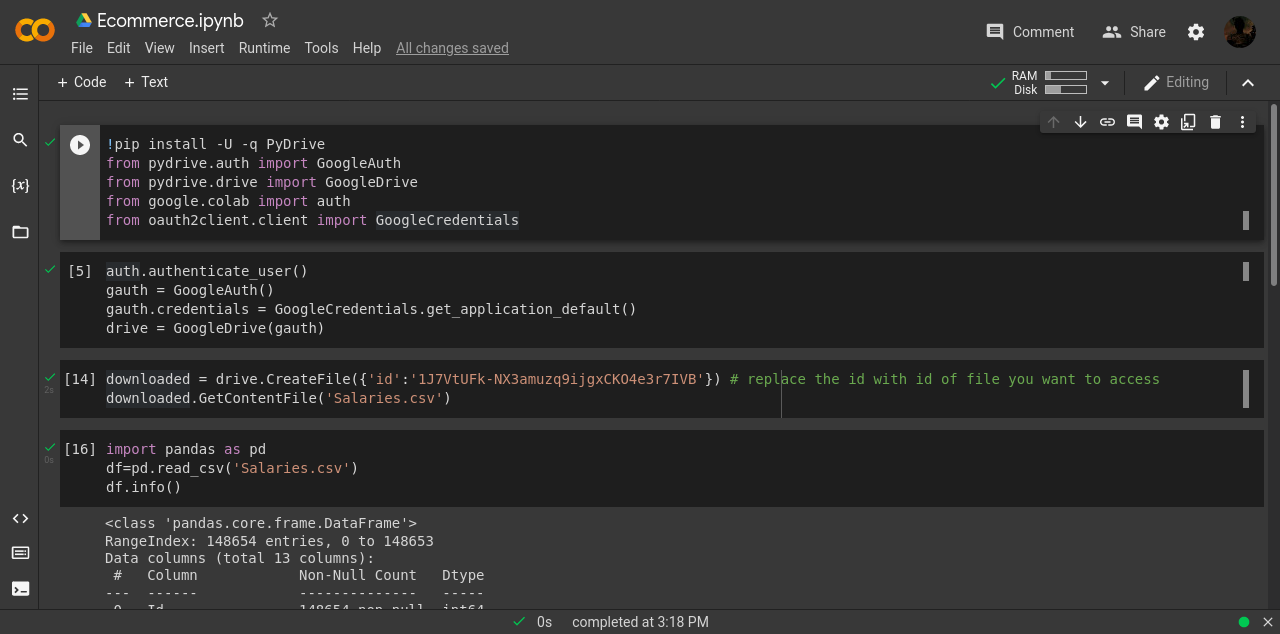 Ecommerce.ipynb
File Edit View Insert Runtime Tools Help All changes saved
Comment Share
+ Code + Text
RAM
Disk
Editing
!pip install -U -q PyDrive
from pydrive.auth import GoogleAuth
from pydrive.drive import GoogleDrive
from google.colab import auth
from oauth2client.client import GoogleCredentials
[5] auth.authenticate_user()
gauth = GoogleAuth()
gauth.credentials = GoogleCredentials.get_application_default()
drive = GoogleDrive(gauth)
[14] downloaded = drive.CreateFile({'id':'1J7VtUFk-NX3amuzq9ijgxCKO4e3r7IVB'}) # replace the id with id of file you want to access
2s
downloaded.GetContentFile('Salaries.csv')
[16] import pandas as pd
0s
df=pd.read_csv('Salaries.csv')
df.info()
<class 'pandas.core.frame.DataFrame'>
RangeIndex: 148654 entries, 0 to 148653
Data columns (total 13 columns):
 #   Column            Non-Null Count   Dtype
---  ------            --------------   -----
 0   Id                148654 non-null  int64
0s completed at 3:18 PM